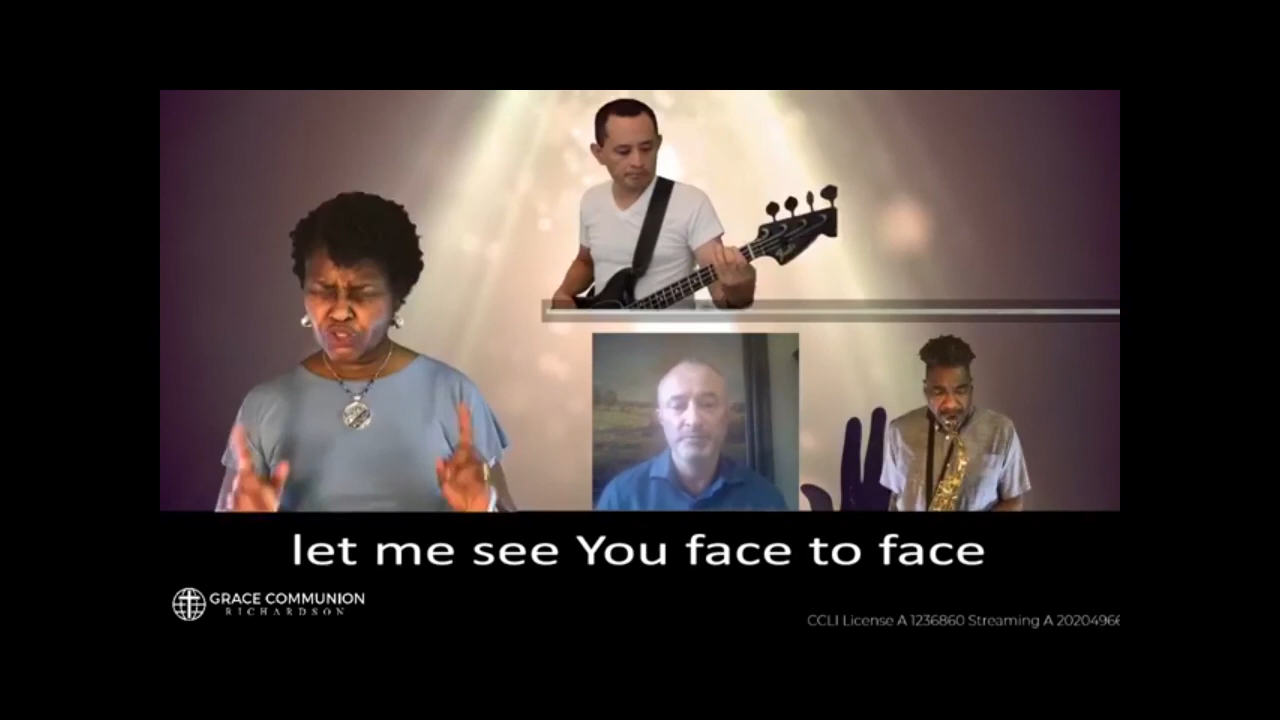 let me see You face to face
GRACE COMMUNION
RICHARDSON
CCLI License A 1236860 Streaming A 2020496